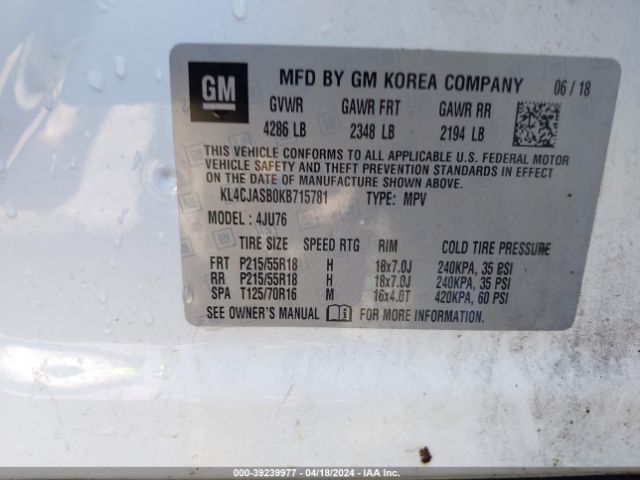 GM MFD BY GM KOREA COMPANY 06 / 18
GVWR GAWR FRT GAWR RR
4286 LB 2348 LB 2194 LB
THIS VEHICLE CONFORMS TO ALL APPLICABLE U.S. FEDERAL MOTOR
VEHICLE SAFETY AND THEFT PREVENTION STANDARDS IN EFFECT
ON THE DATE OF MANUFACTURE SHOWN ABOVE.
KL4CJASB0KB715781 TYPE: MPV
MODEL: 4JU76
TIRE SIZE SPEED RTG RIM COLD TIRE PRESSURE
FRT P215/55R18 H 18x7.0J 240KPA, 35 PSI
RR P215/55R18 H 18x7.0J 240KPA, 35 PSI
SPA T125/70R16 M 16x4.0T 420KPA, 60 PSI
SEE OWNER'S MANUAL FOR MORE INFORMATION.
000-39239977 04/18/2024 IAA Inc.